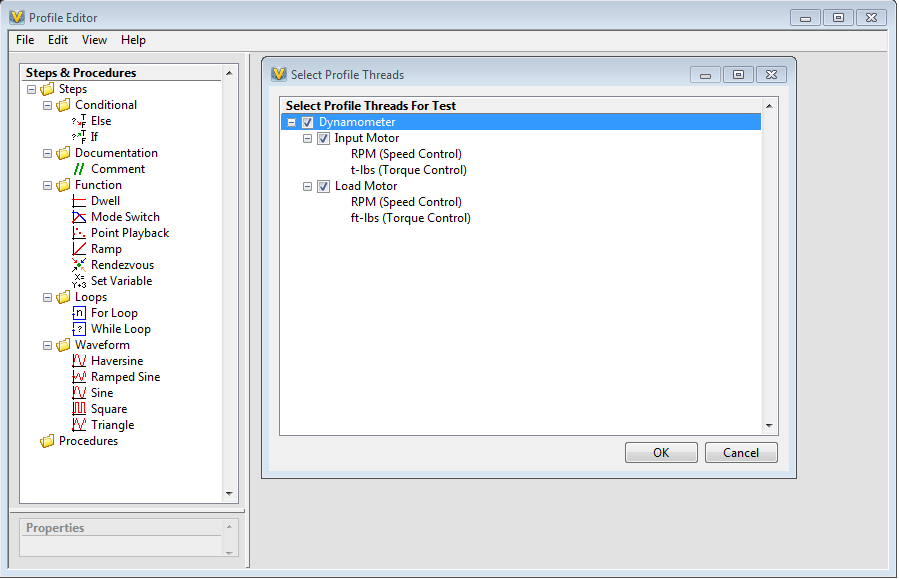 Profile Editor
File Edit View Help
Steps & Procedures
Steps
Conditional
Else
If
Documentation
Comment
Function
Dwell
Mode Switch
Point Playback
Ramp
Rendezvous
Set Variable
Loops
For Loop
While Loop
Waveform
Haversine
Ramped Sine
Sine
Square
Triangle
Procedures
Properties
Select Profile Threads
Select Profile Threads For Test
Dynamometer
Input Motor
RPM (Speed Control)
t-lbs (Torque Control)
Load Motor
RPM (Speed Control)
ft-lbs (Torque Control)
OK Cancel